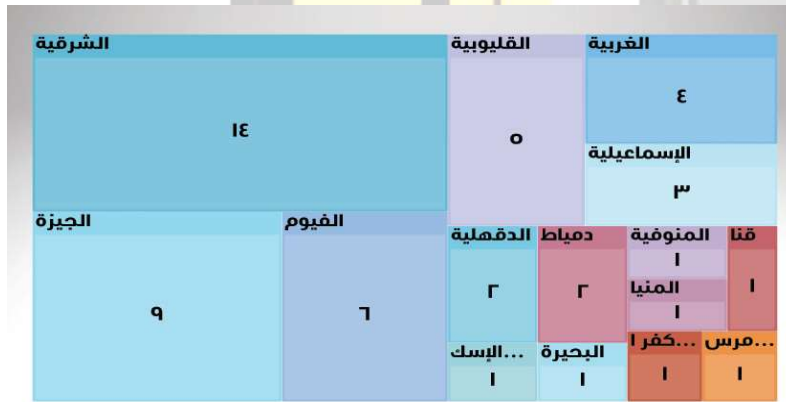 الشرقية
١٤
القليوبية
٥
الغربية
٤
الإسماعيلية
٣
الجيزة
٩
الفيوم
٦
الدقهلية
٢
دمياط
٢
المنوفية
١
المنيا
١
قنا
١
الإسك...
١
البحيرة
١
كفر ا...
١
مرس...
١